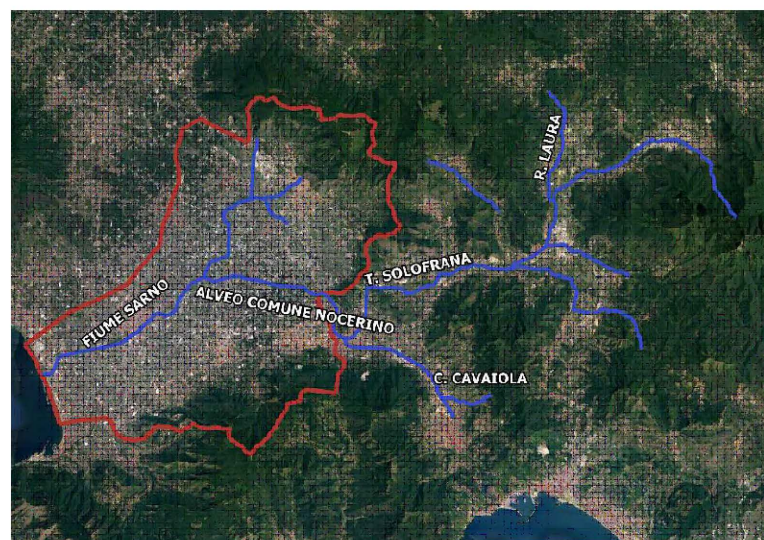 R. LAURA
T. SOLOFRANA
FIUME SARNO
ALVEO COMUNE NOCERINO
C. CAVAIOLA